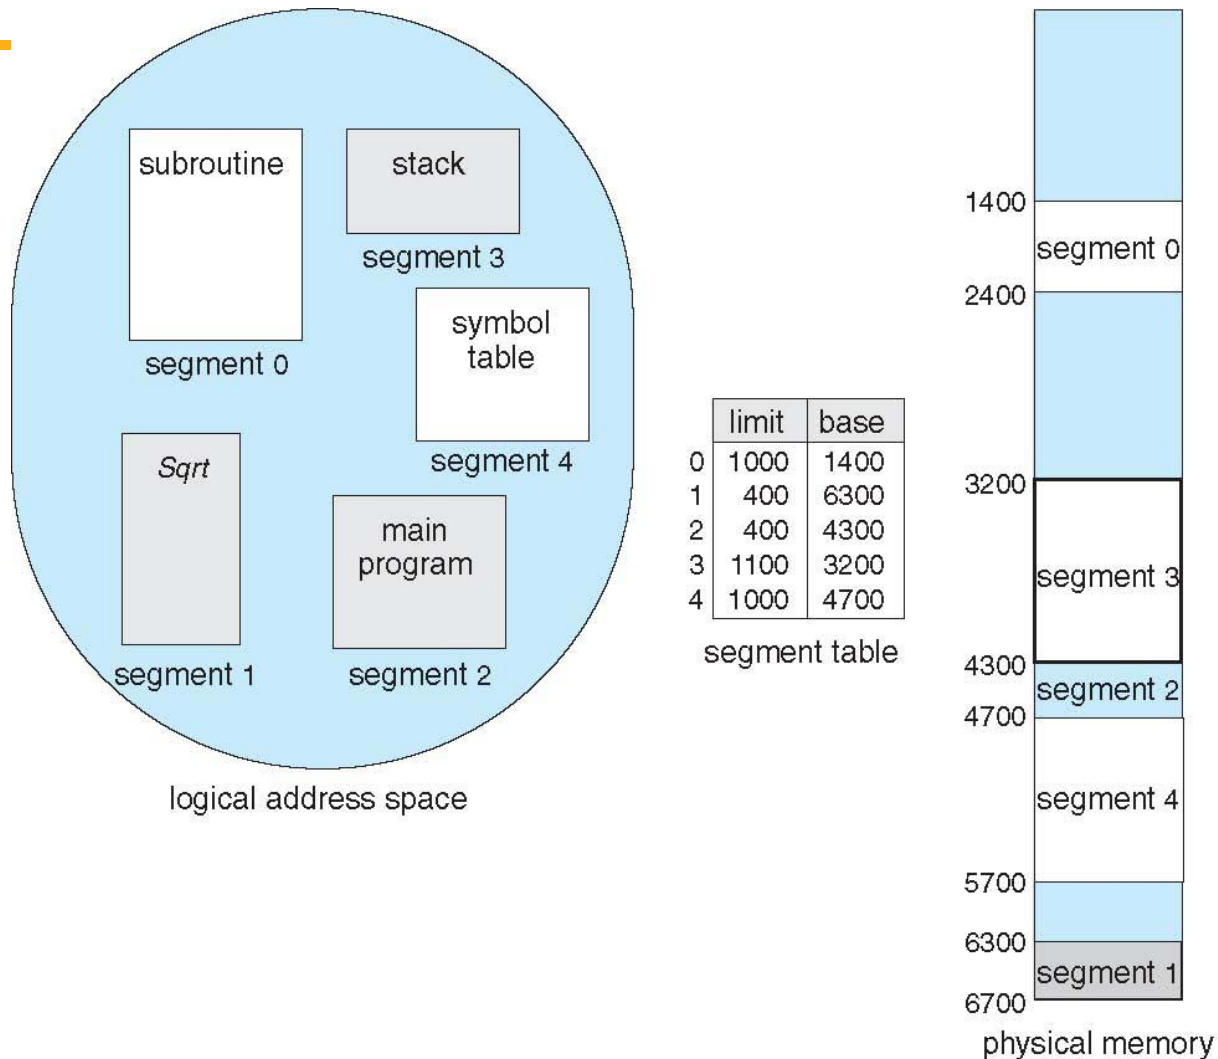 subroutine
segment 0
stack
segment 3
symbol
table
segment 4
Sqrt
segment 1
main
program
segment 2
logical address space
limit base
0 1000 1400
1 400 6300
2 400 4300
3 1100 3200
4 1000 4700
segment table
1400
segment 0
2400
3200
segment 3
4300
segment 2
4700
segment 4
5700
6300
segment 1
6700
physical memory